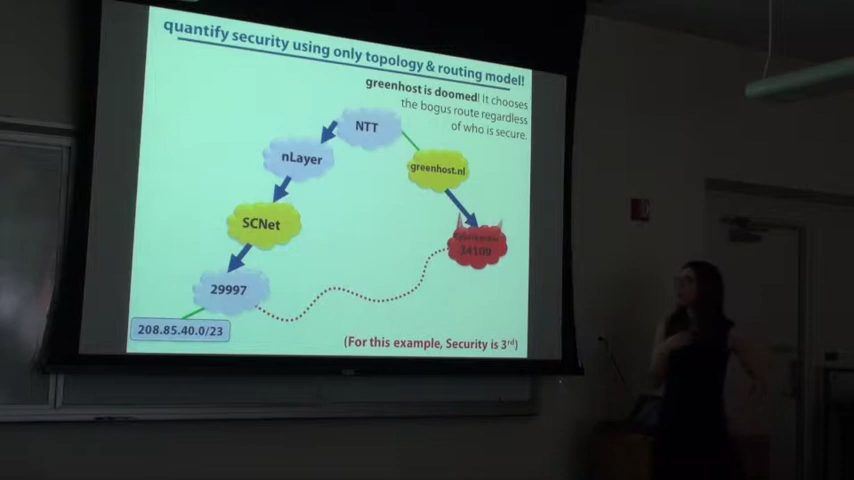 quantify security using only topology & routing model!
greenhost is doomed! It chooses
the bogus route regardless
of who is secure.
NTT
nLayer
greenhost.nl
SCNet
34109
29997
208.85.40.0/23
(For this example, Security is 3rd)